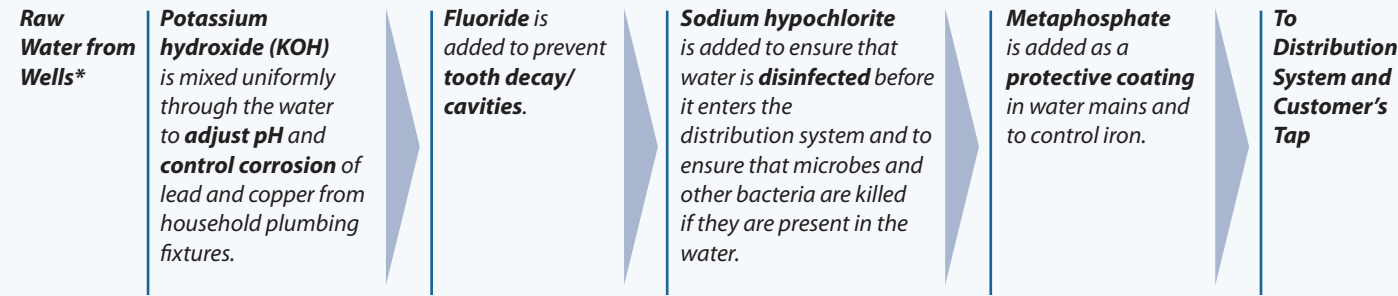 Raw
Water from
Wells*
Potassium
hydroxide (KOH)
is mixed uniformly
through the water
to adjust pH and
control corrosion of
lead and copper from
household plumbing
fixtures.
Fluoride is
added to prevent
tooth decay/
cavities.
Sodium hypochlorite
is added to ensure that
water is disinfected before
it enters the
distribution system and to
ensure that microbes and
other bacteria are killed
if they are present in the
water.
Metaphosphate
is added as a
protective coating
in water mains and
to control iron.
To
Distribution
System and
Customer’s
Tap